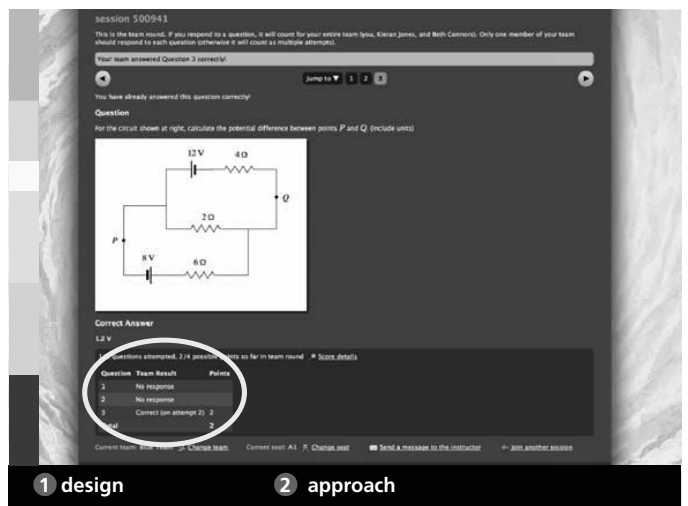 session 500941
This is the team round. If you respond to a question, it will count for your entire team (you, Kieran Jones, and Beth Connors). Only one member of your team
should respond to each question (otherwise it will count as multiple attempts).
Your team answered Question 3 correctly!
Jump to ▼ 1 2 3
You have already answered this question correctly!
Question
For the circuit shown at right, calculate the potential difference between points P and Q. (include units)
12 V 4 Ω
Q
2 Ω
P
8 V 6 Ω
Correct Answer
1.2 V
questions attempted, 2/4 possible points so far in team round Score details
Question Team Result Points
1 No response
2 No response
3 Correct (on attempt 2) 2
Total 2
Current team: Blue Team Change team Current seat: A1 Change seat Send a message to the instructor Join another session
1 design 2 approach